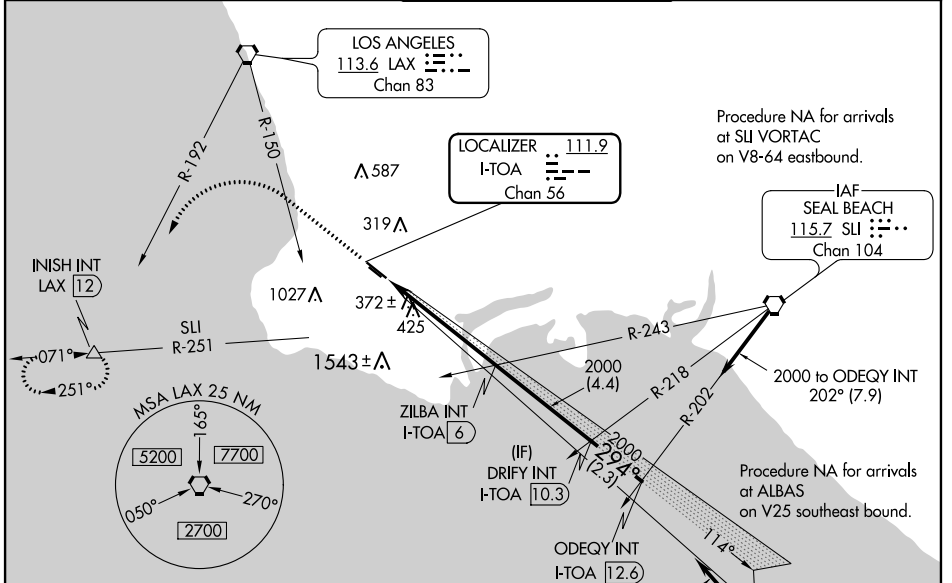 LOS ANGELES
113.6 LAX
Chan 83
R-192
R-150
Procedure NA for arrivals
at SLI VORTAC
on V8-64 eastbound.
LOCALIZER 111.9
I-TOA
Chan 56
587
319
IAF
SEAL BEACH
115.7 SLI
Chan 104
INISH INT
LAX 12
1027
372±
425
SLI
R-251
071°
251°
1543±
R-243
R-218
R-202
2000
(4.4)
2000 to ODEQY INT
202° (7.9)
ZILBA INT
I-TOA 6
MSA LAX 25 NM
165°
5200
7700
050°
270°
2700
(IF)
DRIFY INT
I-TOA 10.3
2000
294°
(2.3)
Procedure NA for arrivals
at ALBAS
on V25 southeast bound.
114°
ODEQY INT
I-TOA 12.6